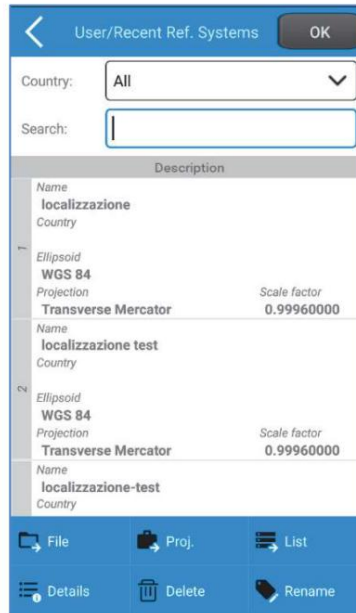 User/Recent Ref. Systems OK
Country: All
Search:
Description
Name
localizzazione
Country
1
Ellipsoid
WGS 84
Projection Scale factor
Transverse Mercator 0.99960000
Name
localizzazione test
Country
2
Ellipsoid
WGS 84
Projection Scale factor
Transverse Mercator 0.99960000
Name
localizzazione-test
Country
File Proj. List
Details Delete Rename